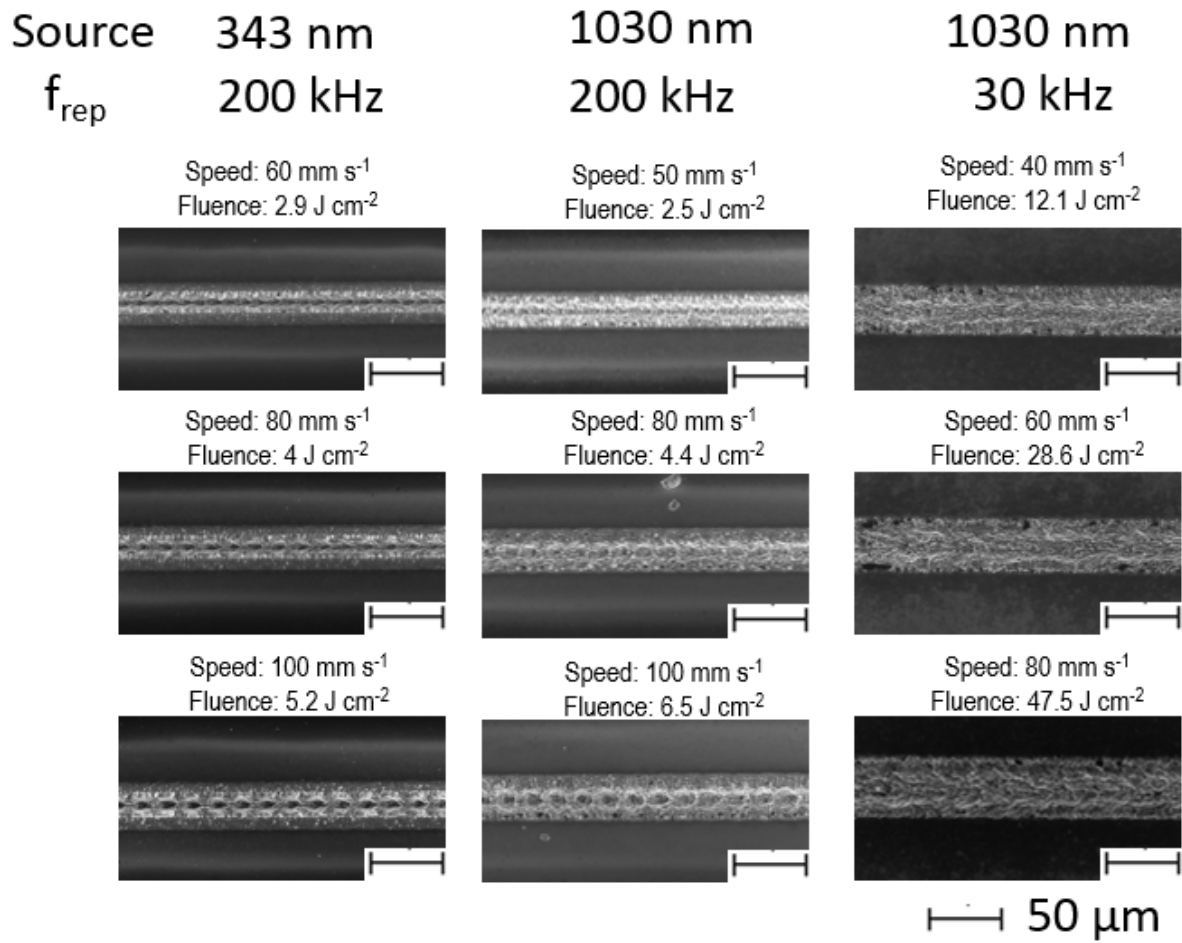 Source 343 nm 1030 nm 1030 nm
f_rep 200 kHz 200 kHz 30 kHz
Speed: 60 mm s⁻¹ Speed: 50 mm s⁻¹ Speed: 40 mm s⁻¹
Fluence: 2.9 J cm⁻² Fluence: 2.5 J cm⁻² Fluence: 12.1 J cm⁻²
Speed: 80 mm s⁻¹ Speed: 80 mm s⁻¹ Speed: 60 mm s⁻¹
Fluence: 4 J cm⁻² Fluence: 4.4 J cm⁻² Fluence: 28.6 J cm⁻²
Speed: 100 mm s⁻¹ Speed: 100 mm s⁻¹ Speed: 80 mm s⁻¹
Fluence: 5.2 J cm⁻² Fluence: 6.5 J cm⁻² Fluence: 47.5 J cm⁻²
50 µm